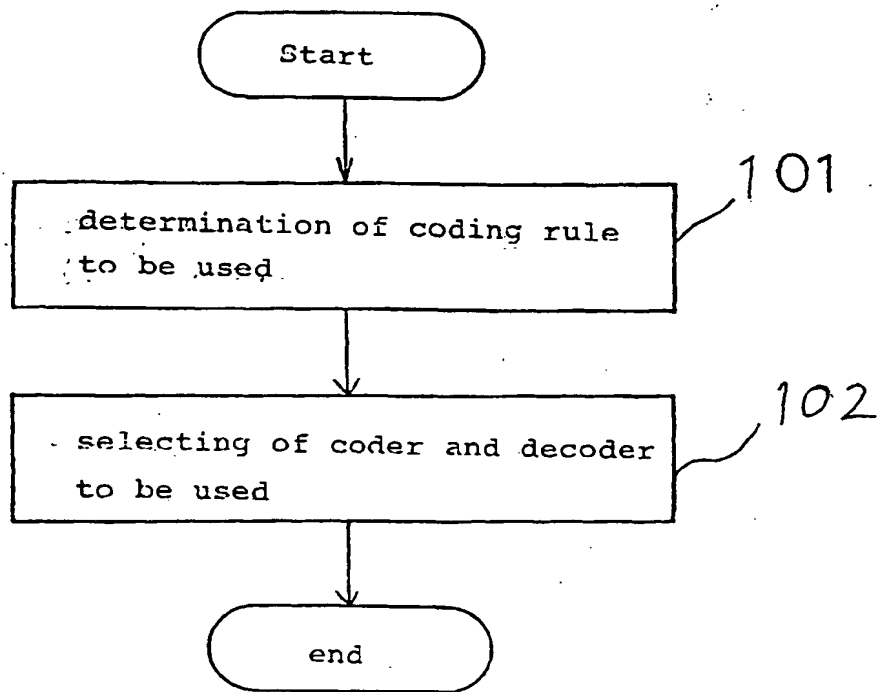 Start
101
determination of coding rule
to be used
102
selecting of coder and decoder
to be used
end